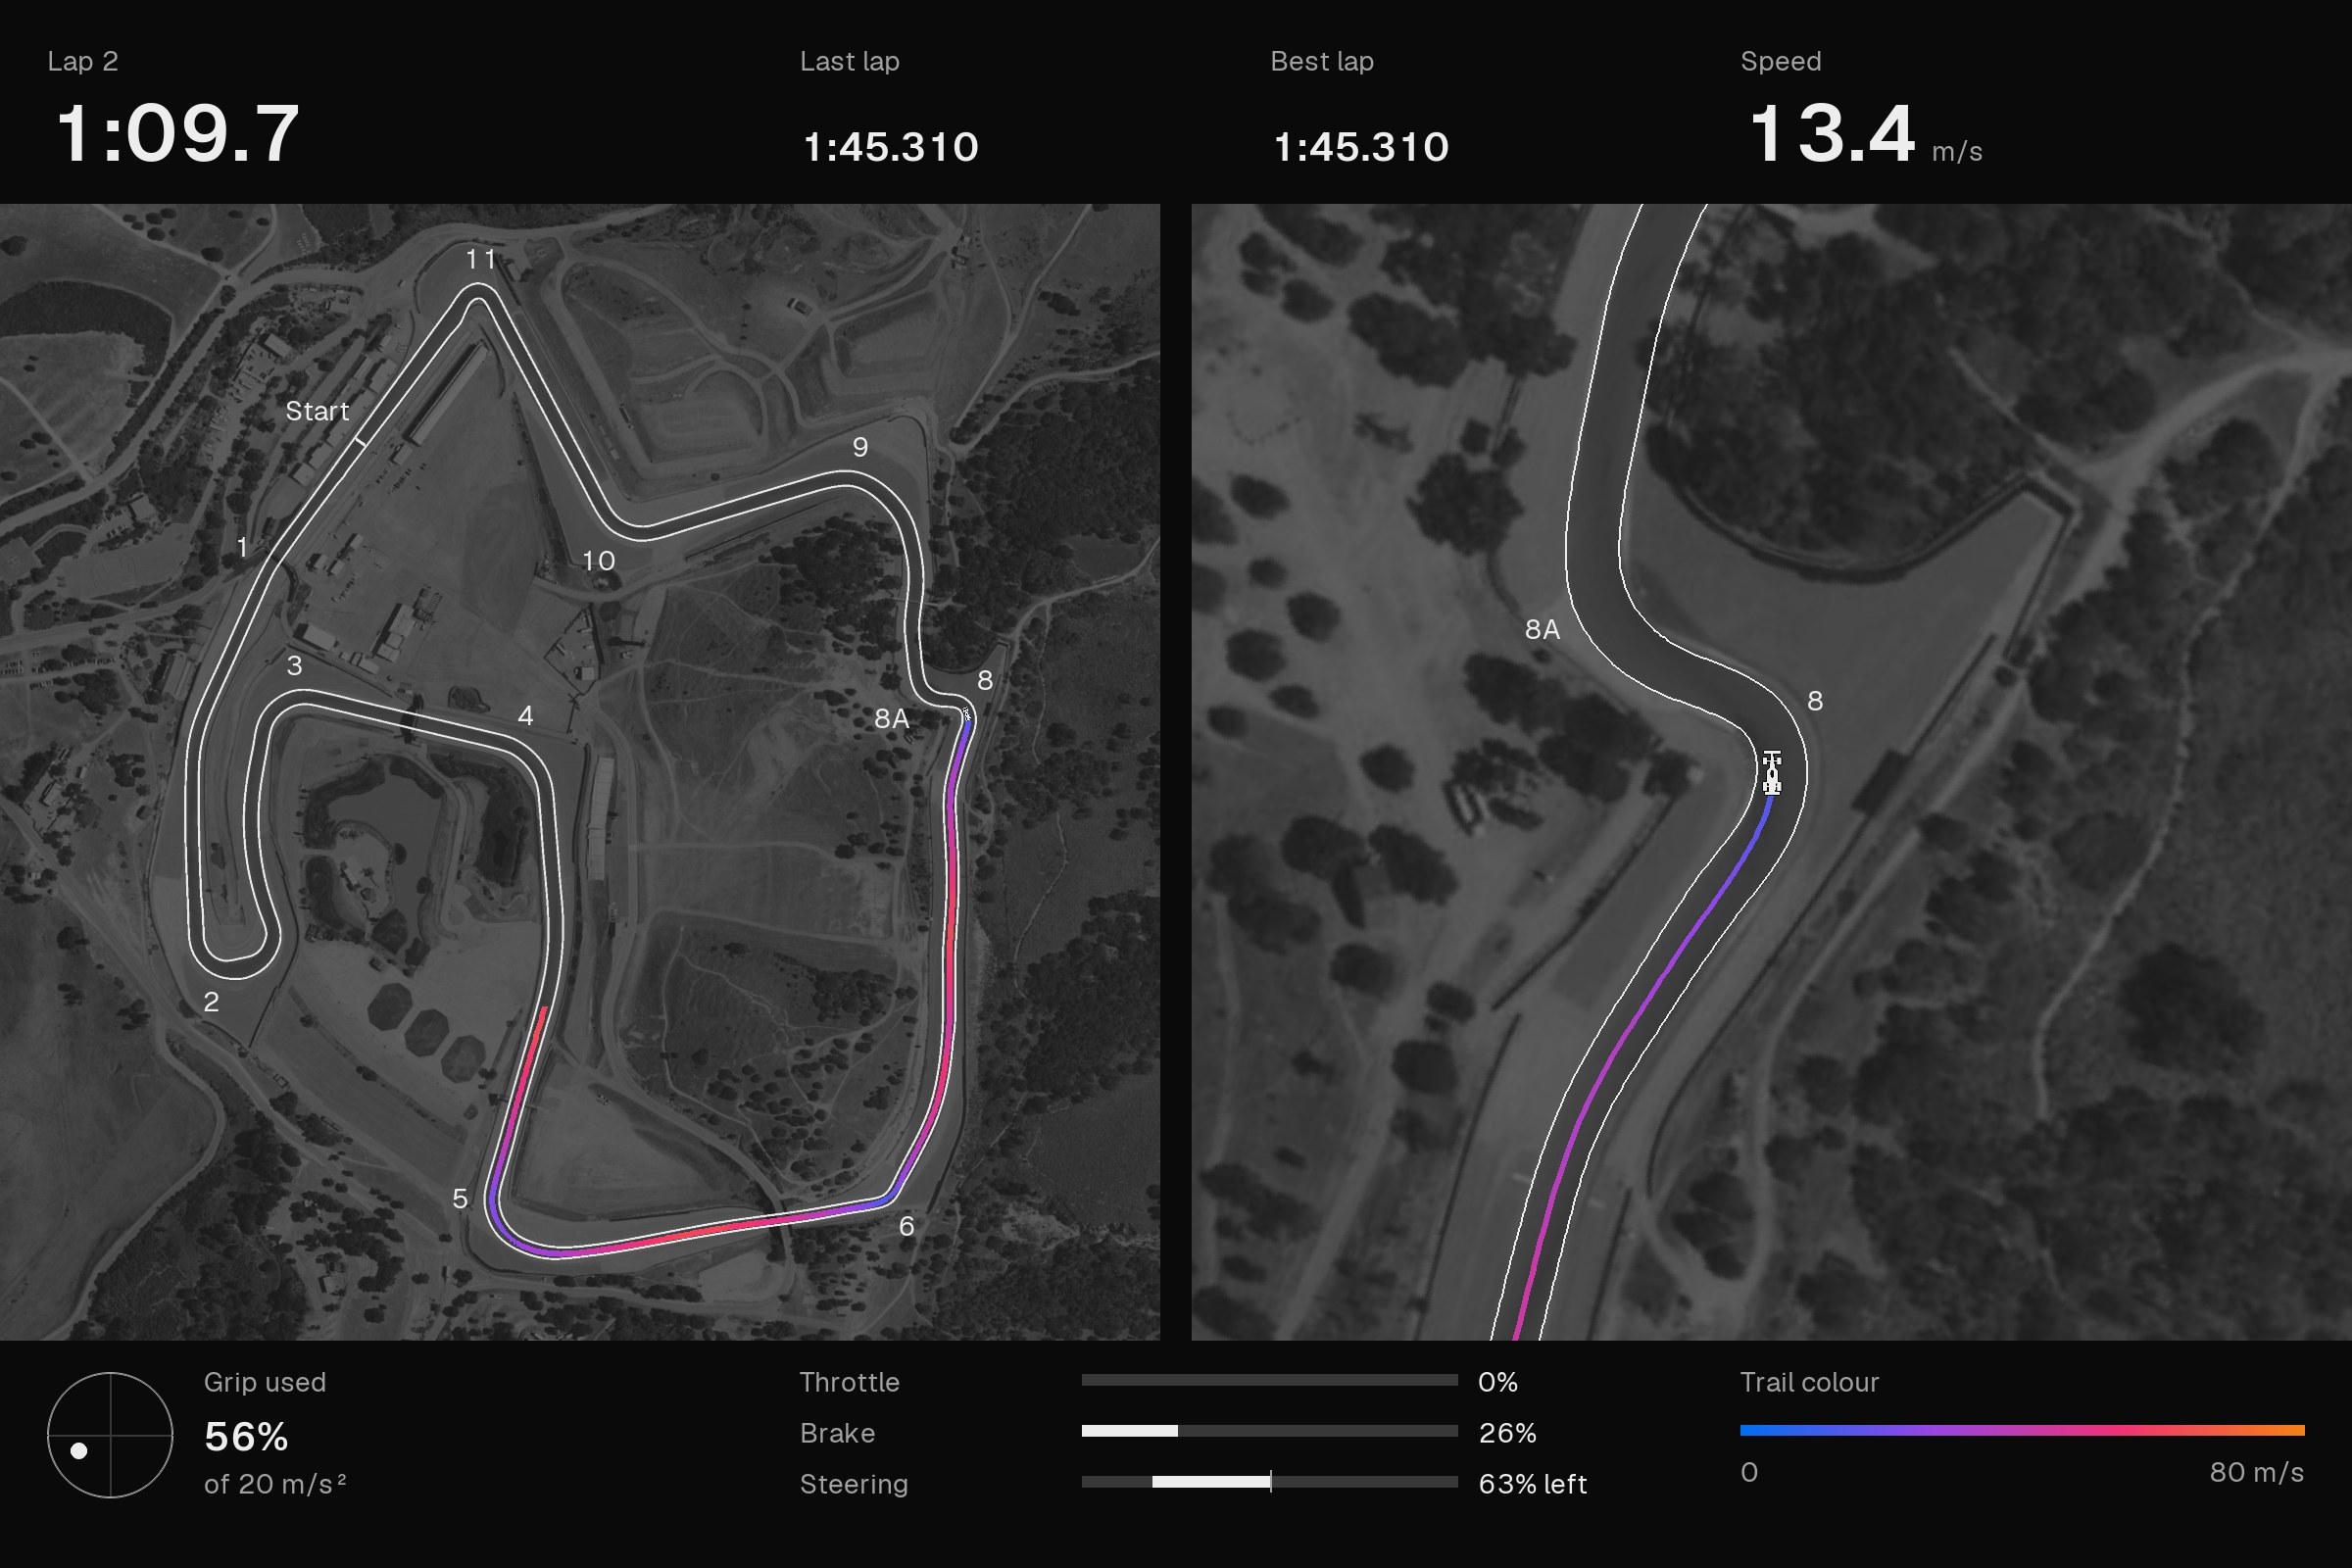 Lap 2
1:09.7
Last lap
1:45.310
Best lap
1:45.310
Speed
13.4 m/s
11
Start
9
1
10
3
8
4
8A
2
5
6
8A
8
Grip used
56%
of 20 m/s²
Throttle
0%
Brake
26%
Steering
63% left
Trail colour
0
80 m/s